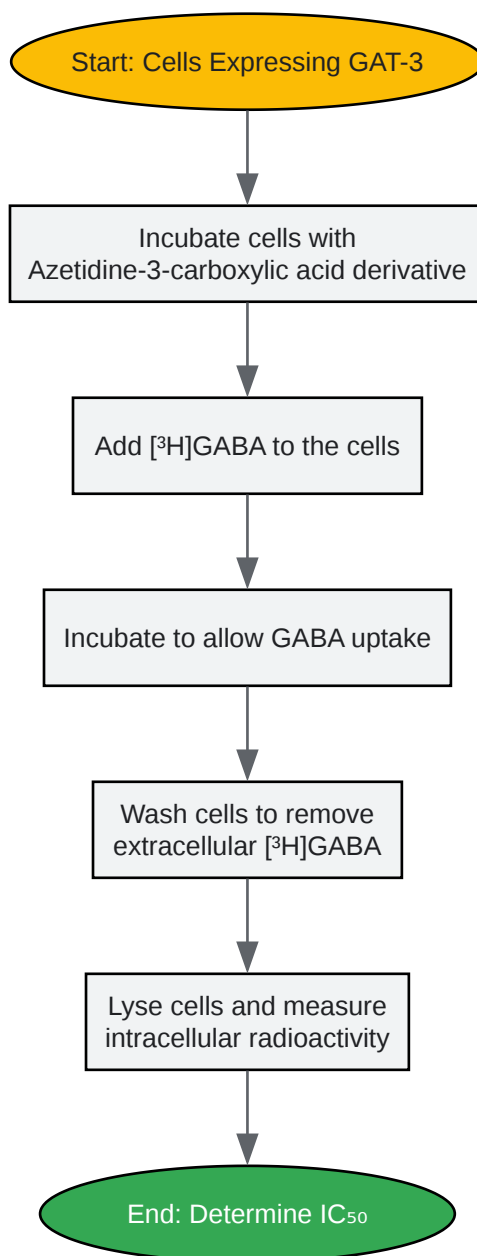 Start: Cells Expressing GAT-3
Incubate cells with
Azetidine-3-carboxylic acid derivative
Add [³H]GABA to the cells
Incubate to allow GABA uptake
Wash cells to remove
extracellular [³H]GABA
Lyse cells and measure
intracellular radioactivity
End: Determine IC₅₀